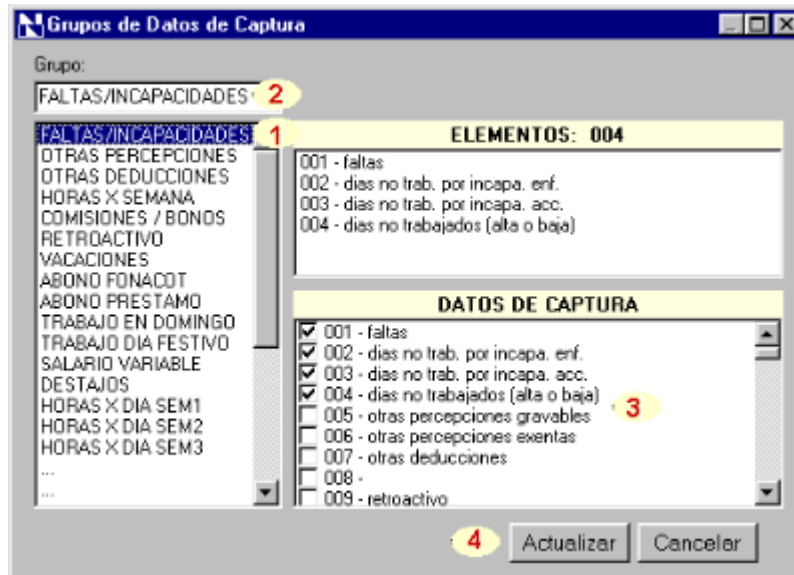 Grupos de Datos de Captura
Grupo:
FALTAS/INCAPACIDADES 2
FALTAS/INCAPACIDADES 1
OTRAS PERCEPCIONES
OTRAS DEDUCCIONES
HORAS X SEMANA
COMISIONES / BONOS
RETROACTIVO
VACACIONES
ABONO FONACOT
ABONO PRESTAMO
TRABAJO EN DOMINGO
TRABAJO DIA FESTIVO
SALARIO VARIABLE
DESTAJOS
HORAS X DIA SEM1
HORAS X DIA SEM2
HORAS X DIA SEM3
...
...
ELEMENTOS: 004
001 - faltas
002 - dias no trab. por incapa. enf.
003 - dias no trab. por incapa. acc.
004 - dias no trabajados (alta o baja)
DATOS DE CAPTURA
001 - faltas
002 - dias no trab. por incapa. enf.
003 - dias no trab. por incapa. acc.
004 - dias no trabajados (alta o baja)
3
005 - otras percepciones gravables
006 - otras percepciones exentas
007 - otras deducciones
008 -
009 - retroactivo
4 Actualizar Cancelar